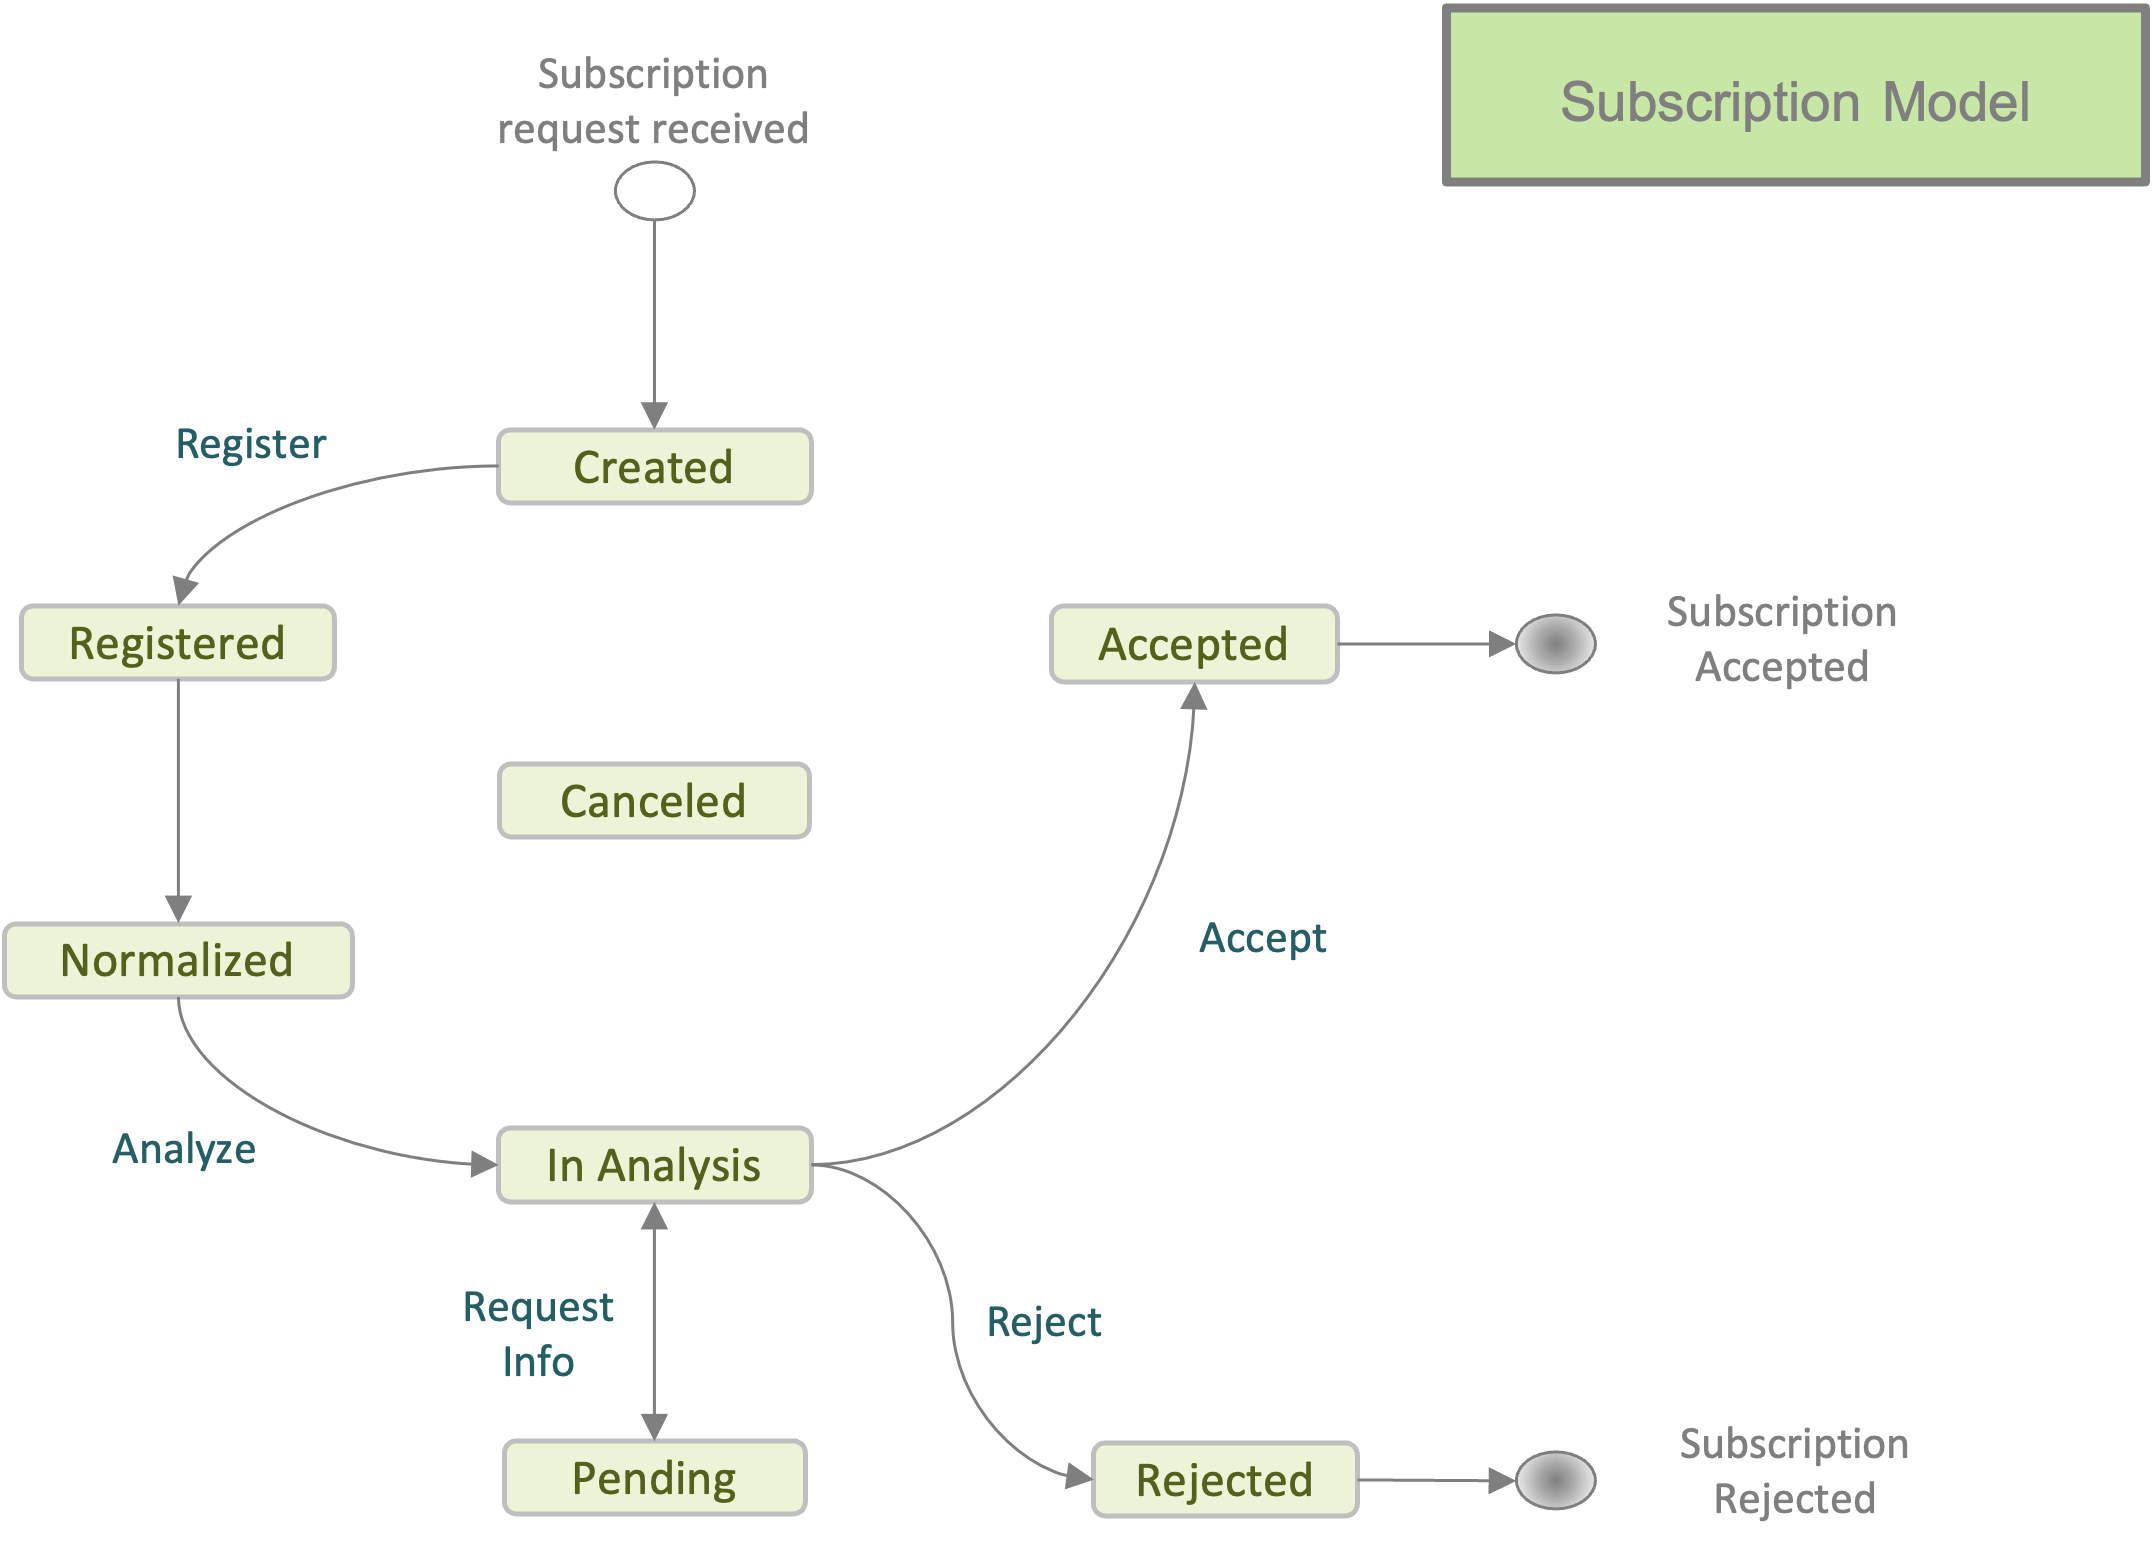 Subscription
request received
Subscription Model
Register
Created
Registered
Accepted
Subscription
Accepted
Canceled
Accept
Normalized
Analyze
In Analysis
Request
Info
Reject
Pending
Rejected
Subscription
Rejected